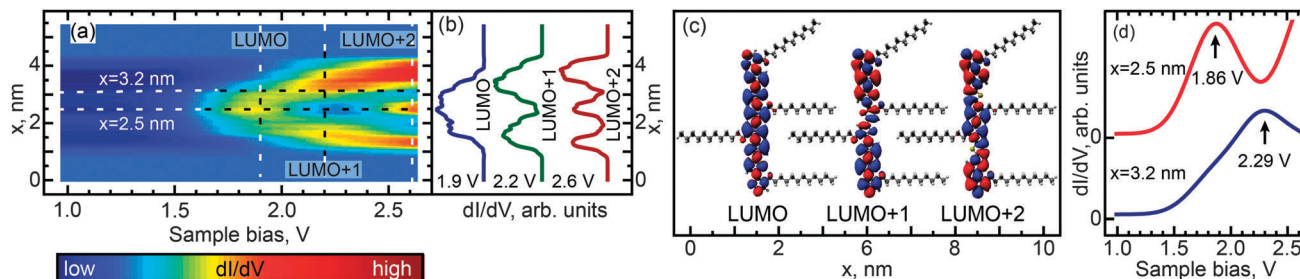 (a)
LUMO
LUMO+2
x=3.2 nm
x=2.5 nm
LUMO+1
x, nm
4
2
0
1.0
1.5
2.0
2.5
Sample bias, V
low
dI/dV
high
(b)
LUMO
LUMO+1
LUMO+2
1.9 V
2.2 V
2.6 V
dI/dV, arb. units
x, nm
4
2
0
(c)
LUMO
LUMO+1
LUMO+2
0
2
4
6
8
10
x, nm
(d)
dI/dV, arb. units
x=2.5 nm
1.86 V
0
x=3.2 nm
2.29 V
0
1.0
1.5
2.0
2.5
Sample bias, V